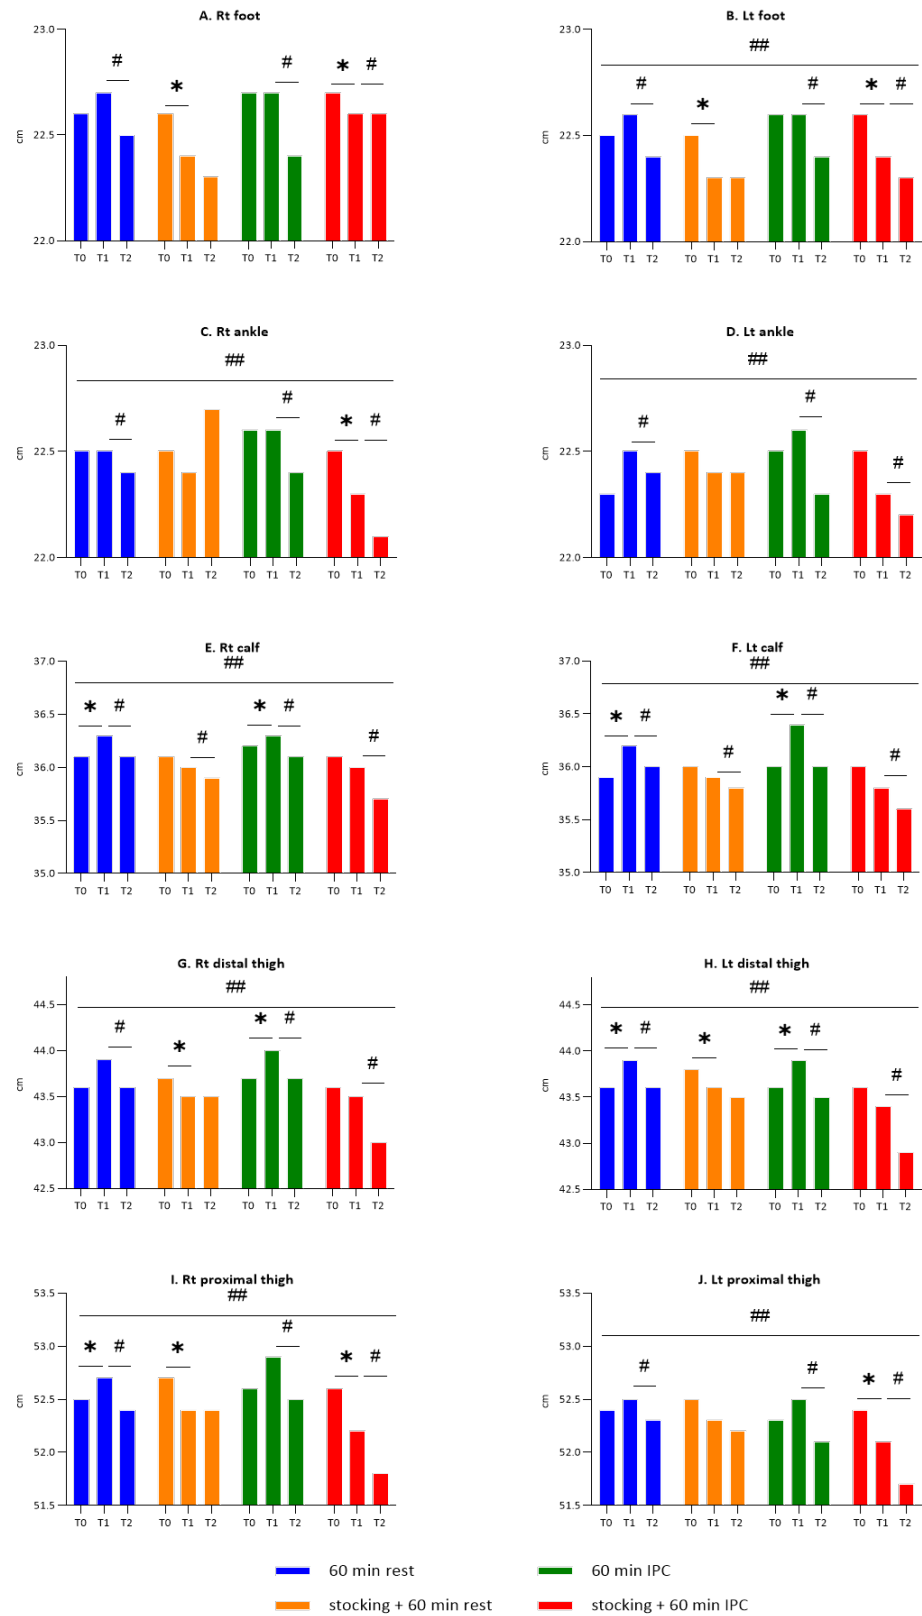 A. Rt foot
23.0
22.5
22.0
cm
# * # * #
T0 T1 T2 T0 T1 T2 T0 T1 T2 T0 T1 T2
B. Lt foot
23.0
22.5
22.0
cm
##
# * # * #
T0 T1 T2 T0 T1 T2 T0 T1 T2 T0 T1 T2
C. Rt ankle
23.0
22.5
22.0
cm
##
# # * #
T0 T1 T2 T0 T1 T2 T0 T1 T2 T0 T1 T2
D. Lt ankle
23.0
22.5
22.0
cm
##
# # #
T0 T1 T2 T0 T1 T2 T0 T1 T2 T0 T1 T2
E. Rt calf
37.0
36.5
36.0
35.5
35.0
cm
##
* # # * # #
T0 T1 T2 T0 T1 T2 T0 T1 T2 T0 T1 T2
F. Lt calf
37.0
36.5
36.0
35.5
35.0
cm
##
* # # * # #
T0 T1 T2 T0 T1 T2 T0 T1 T2 T0 T1 T2
G. Rt distal thigh
44.5
44.0
43.5
43.0
42.5
cm
##
# * * # #
T0 T1 T2 T0 T1 T2 T0 T1 T2 T0 T1 T2
H. Lt distal thigh
44.5
44.0
43.5
43.0
42.5
cm
##
* # * * # #
T0 T1 T2 T0 T1 T2 T0 T1 T2 T0 T1 T2
I. Rt proximal thigh
53.5
53.0
52.5
52.0
51.5
cm
##
* # * # * #
T0 T1 T2 T0 T1 T2 T0 T1 T2 T0 T1 T2
J. Lt proximal thigh
53.5
53.0
52.5
52.0
51.5
cm
##
# # * #
T0 T1 T2 T0 T1 T2 T0 T1 T2 T0 T1 T2
60 min rest
60 min IPC
stocking + 60 min rest
stocking + 60 min IPC